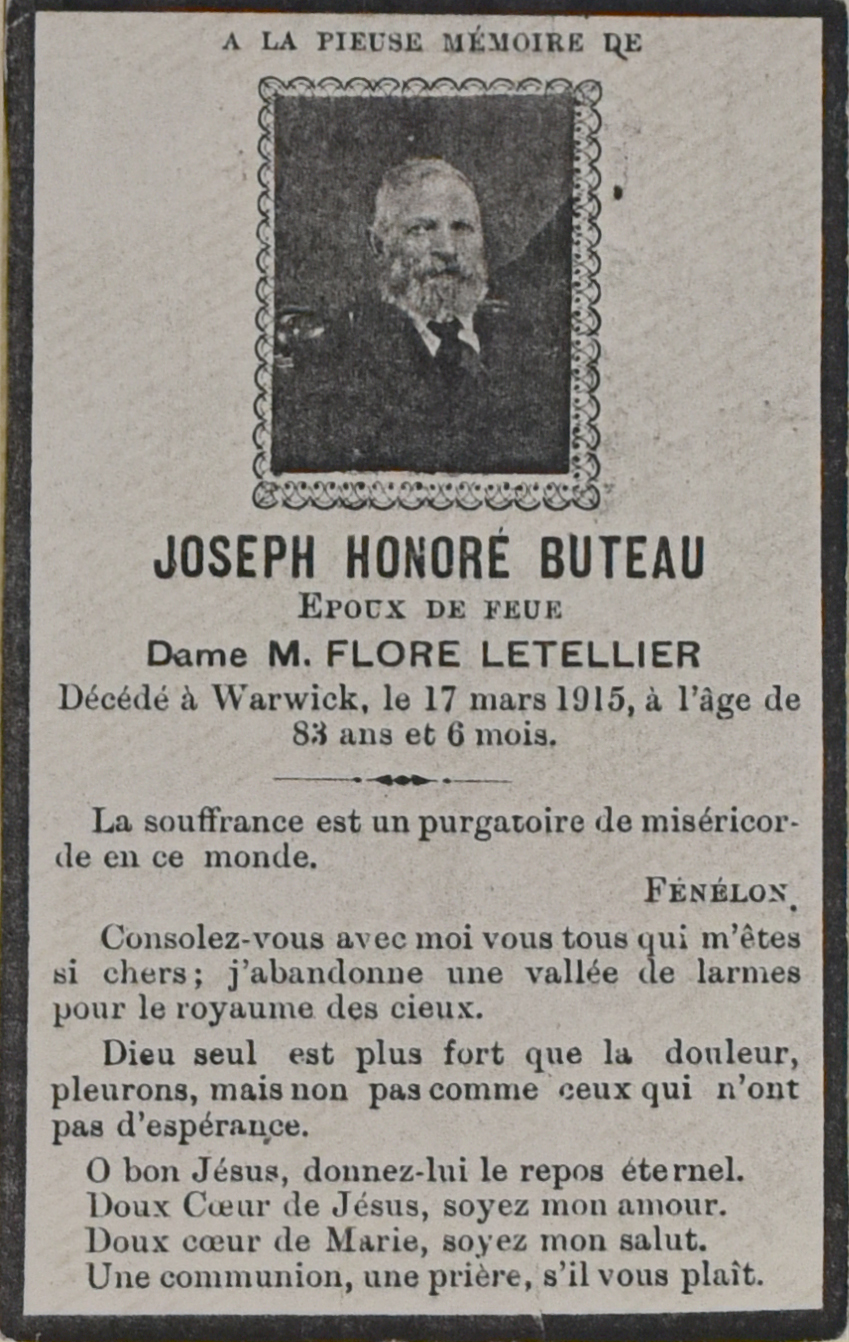 A LA PIEUSE MÉMOIRE DE
JOSEPH HONORÉ BUTEAU
EPOUX DE FEUE
Dame M. FLORE LETELLIER
Décédé à Warwick, le 17 mars 1915, à l'âge de
83 ans et 6 mois.
La souffrance est un purgatoire de miséricor-
de en ce monde.
FÉNÉLON.
Consolez-vous avec moi vous tous qui m'êtes
si chers; j'abandonne une vallée de larmes
pour le royaume des cieux.
Dieu seul est plus fort que la douleur,
pleurons, mais non pas comme ceux qui n'ont
pas d'espérance.
O bon Jésus, donnez-lui le repos éternel.
Doux Cœur de Jésus, soyez mon amour.
Doux cœur de Marie, soyez mon salut.
Une communion, une prière, s'il vous plaît.